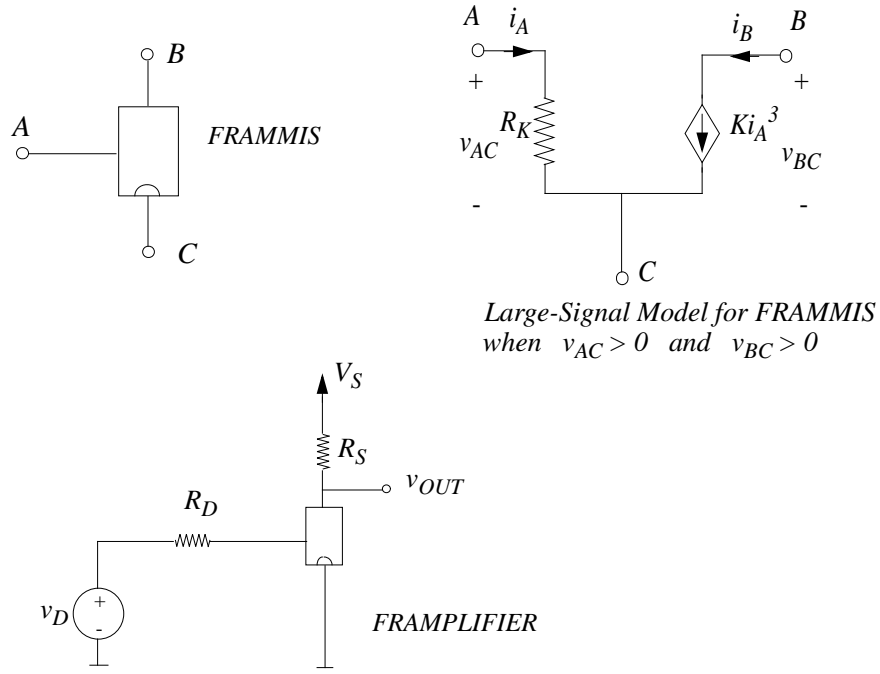 B
A
FRAMMIS
C
A
i_A
i_B
B
+
+
R_K
Ki_A^3
v_AC
v_BC
-
-
C
Large-Signal Model for FRAMMIS
when v_AC > 0 and v_BC > 0
V_S
R_S
v_OUT
R_D
v_D
+
-
FRAMPLIFIER